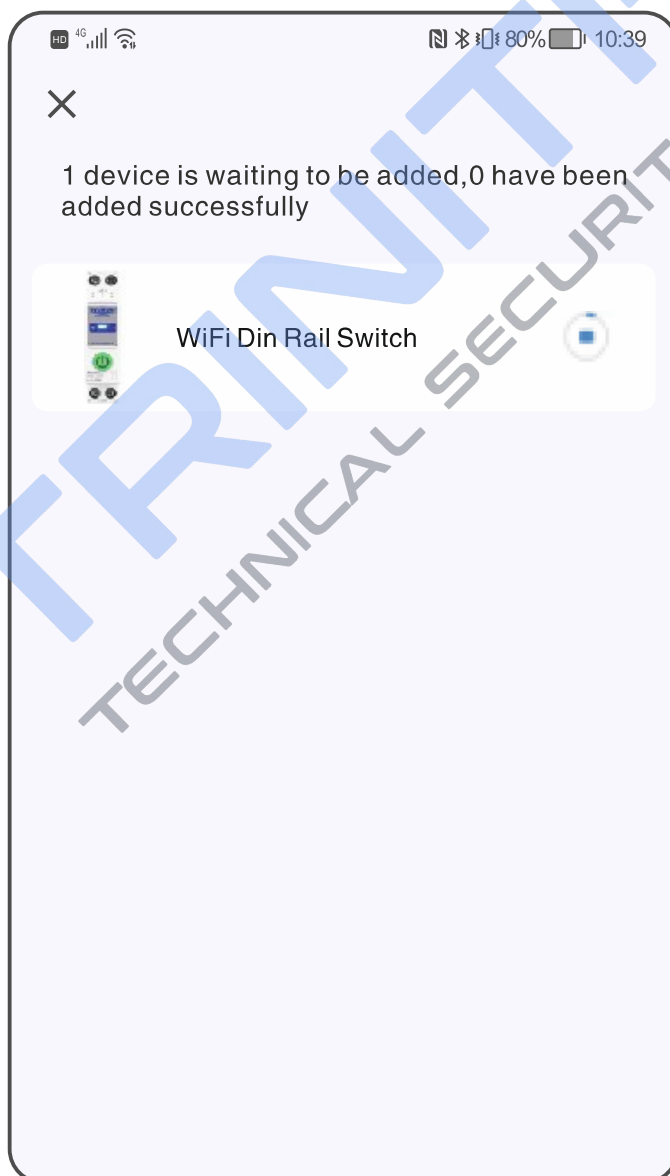 HD 4G 80% 10:39
1 device is waiting to be added,0 have been
added successfully
WiFi Din Rail Switch
TRINITI
TECHNICAL SECURIT